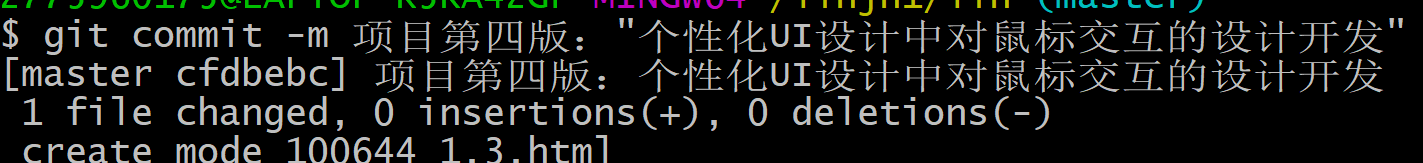 MINGW64
(master)
$ git commit -m 项目第四版："个性化UI设计中对鼠标交互的设计开发"
[master cfdbebc] 项目第四版：个性化UI设计中对鼠标交互的设计开发
1 file changed, 0 insertions(+), 0 deletions(-)
create mode 100644 1.3.html